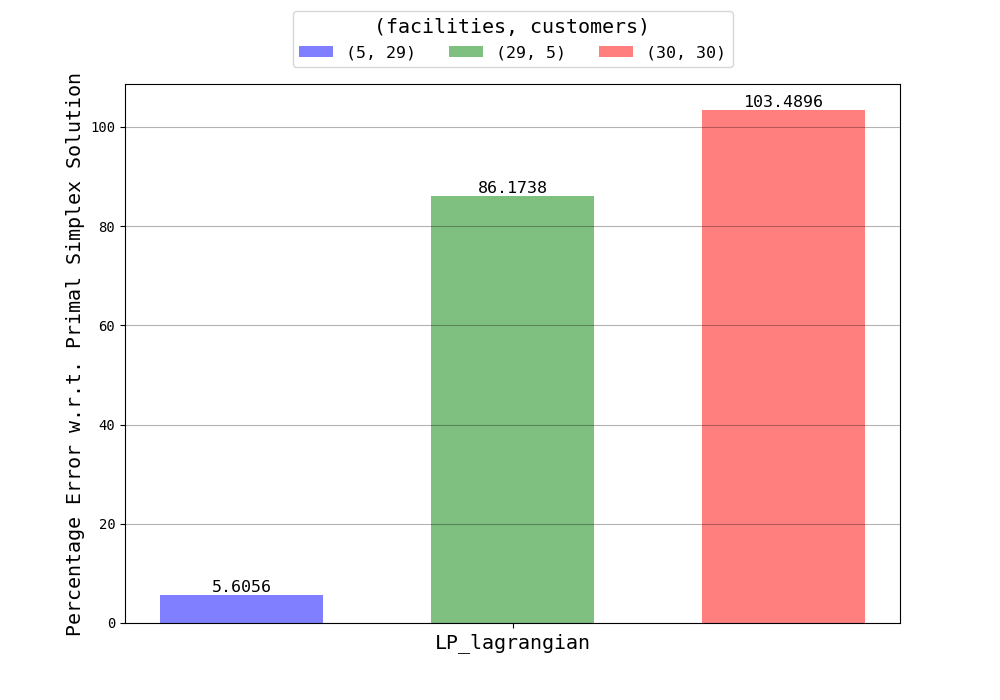 (facilities, customers)
(5, 29) (29, 5) (30, 30)
Percentage Error w.r.t. Primal Simplex Solution
103.4896
100
86.1738
80
60
40
20
5.6056
0
LP_lagrangian